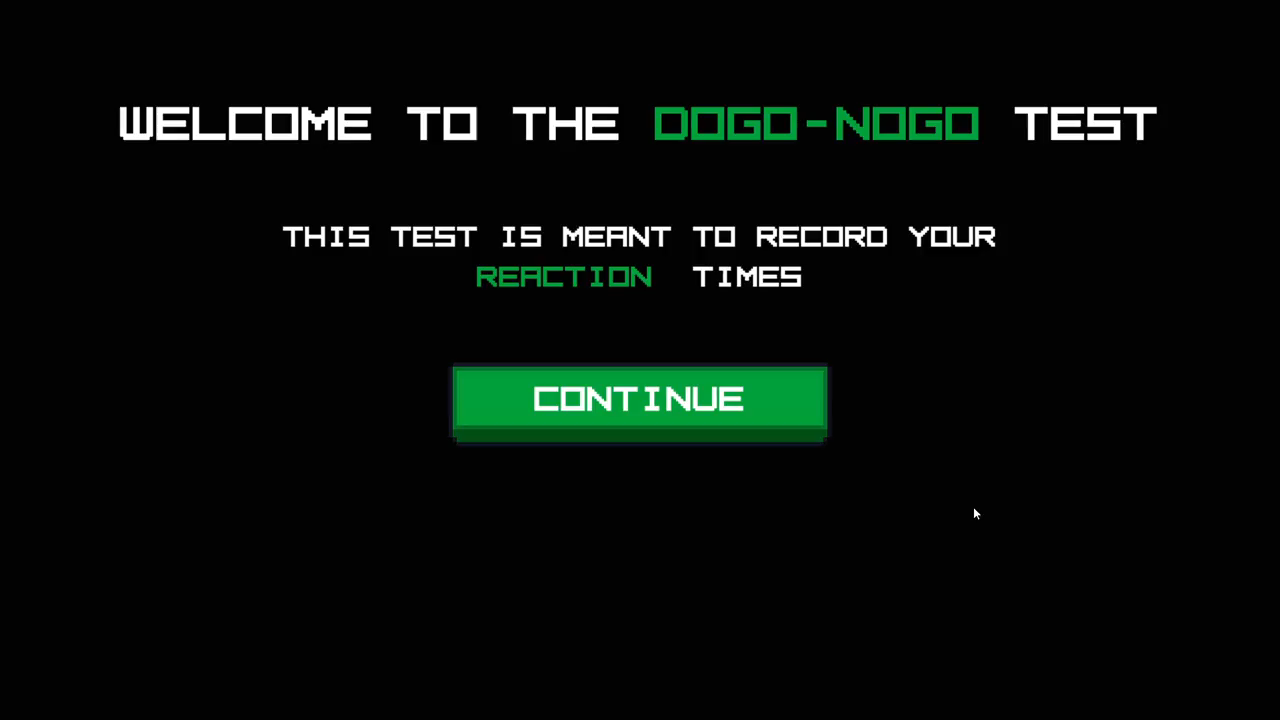 WELCOME TO THE DOGO-NOGO TEST
THIS TEST IS MEANT TO RECORD YOUR
REACTION TIMES
CONTINUE